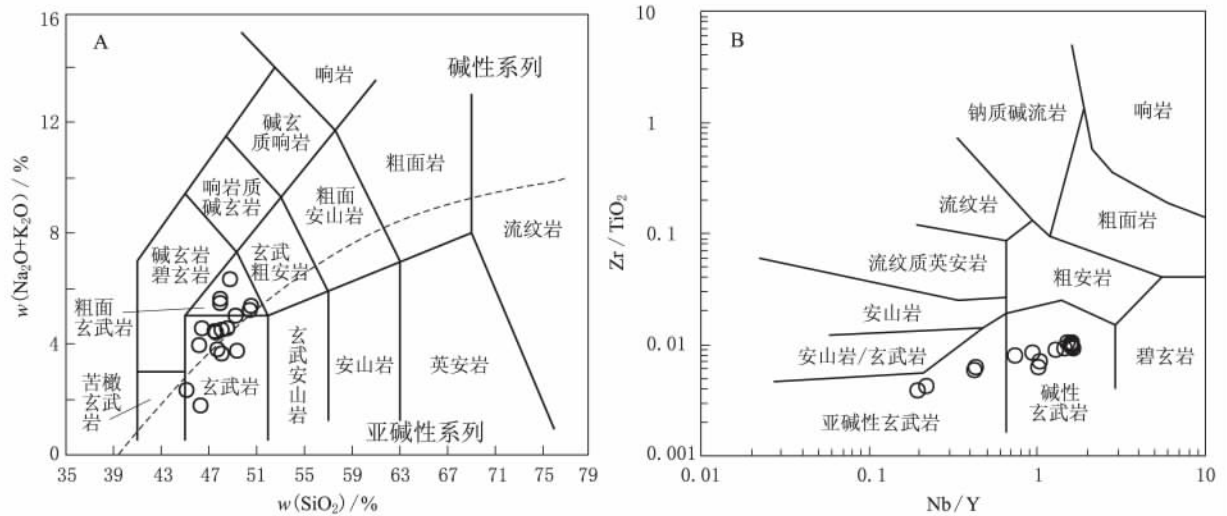 A
16
12
8
4
0
w(Na₂O+K₂O)/%
响岩
碱性系列
碱玄
质响岩
粗面岩
响岩质
碱玄岩
粗面
安山岩
流纹岩
碱玄岩
碧玄岩
玄武
粗安岩
粗面
玄武岩
苦橄
玄武
岩
玄武岩
玄武安山岩
安山岩
英安岩
亚碱性系列
35 39 43 47 51 57 63 69 73 79
w(SiO₂)/%
B
10
1
0.1
0.01
0.001
Zr/TiO₂
钠质碱流岩
响岩
流纹岩
粗面岩
流纹质英安岩
粗安岩
安山岩
安山岩/玄武岩
碧玄岩
亚碱性玄武岩
碱性
玄武岩
0.01 0.1 1 10
Nb/Y